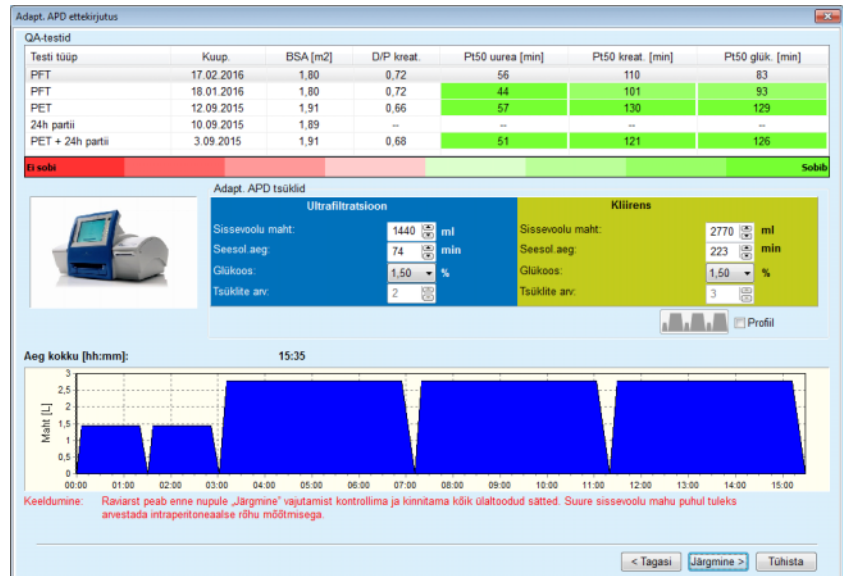 Adapt. APD ettekirjutus
QA-testid
Testi tüüp Kuup. BSA [m2] D/P kreat. Pt50 uurea [min] Pt50 kreat. [min] Pt50 glük. [min]
PFT 17.02.2016 1,80 0,72 56 110 83
PFT 18.01.2016 1,80 0,72 44 101 93
PET 12.09.2015 1,91 0,66 57 130 129
24h partii 10.09.2015 1,89 -- -- -- --
PET + 24h partii 3.09.2015 1,91 0,68 51 121 126
Ei sobi Sobib
Adapt. APD tsüklid
Ultrafiltratsioon Kliirens
Sissevoolu maht: 1440 ml Sissevoolu maht: 2770 ml
Seesol.aeg: 74 min Seesol.aeg: 223 min
Glükoos: 1,50 % Glükoos: 1,50 %
Tsüklite arv: 2 Tsüklite arv: 3
Profiil
Aeg kokku [hh:mm]: 15:35
Maht [L]
3
2,5
2
1,5
1
0,5
0
00:00 01:00 02:00 03:00 04:00 05:00 06:00 07:00 08:00 09:00 10:00 11:00 12:00 13:00 14:00 15:00
Keeldumine: Raviarst peab enne nupule „Järgmine” vajutamist kontrollima ja kinnitama kõik ülaltoodud sätted. Suure sissevoolu mahu puhul tuleks
arvestada intraperitoneaalse rõhu mõõtmisega.
< Tagasi Järgmine > Tühista